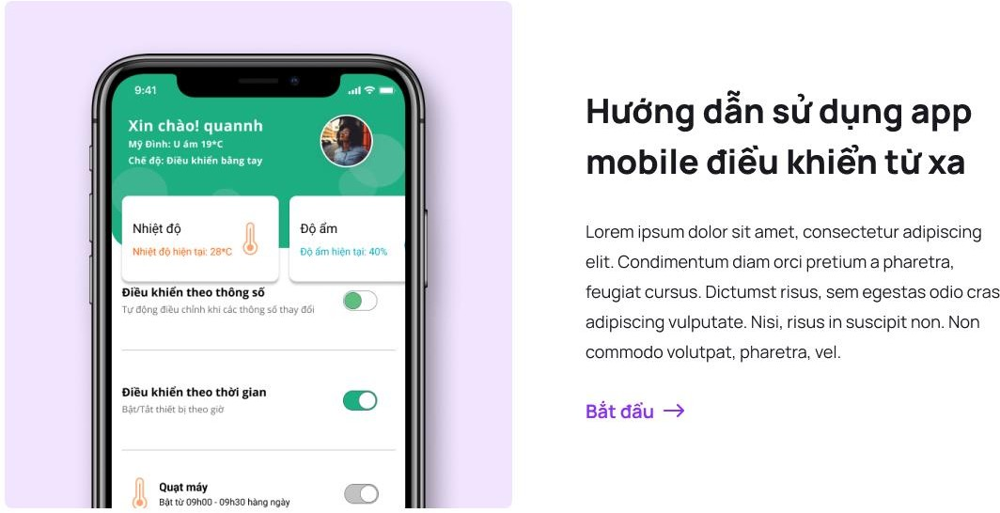 9:41
Xin chào! quannh
Mỹ Đình: U ám 19*C
Chế độ: Điều khiển bằng tay
Nhiệt độ
Nhiệt độ hiện tại: 28*C
Độ ẩm
Độ ẩm hiện tại: 40%
Điều khiển theo thông số
Tự động điều chỉnh khi các thông số thay đổi
Điều khiển theo thời gian
Bật/Tắt thiết bị theo giờ
Quạt máy
Bật từ 09h00 - 09h30 hàng ngày
Hướng dẫn sử dụng app
mobile điều khiển từ xa
Lorem ipsum dolor sit amet, consectetur adipiscing
elit. Condimentum diam orci pretium a pharetra,
feugiat cursus. Dictumst risus, sem egestas odio cras
adipiscing vulputate. Nisi, risus in suscipit non. Non
commodo volutpat, pharetra, vel.
Bắt đầu